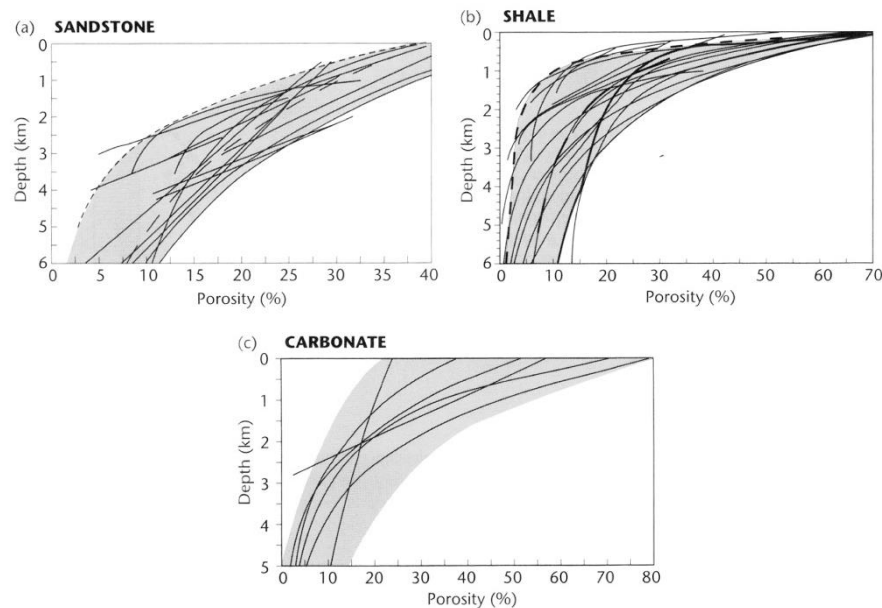 (a) SANDSTONE
0
1
2
3
4
5
6
Depth (km)
0 5 10 15 20 25 30 35 40
Porosity (%)
(b) SHALE
0
1
2
3
4
5
6
Depth (km)
0 10 20 30 40 50 60 70
Porosity (%)
(c) CARBONATE
0
1
2
3
4
5
Depth (km)
0 10 20 30 40 50 60 70 80
Porosity (%)